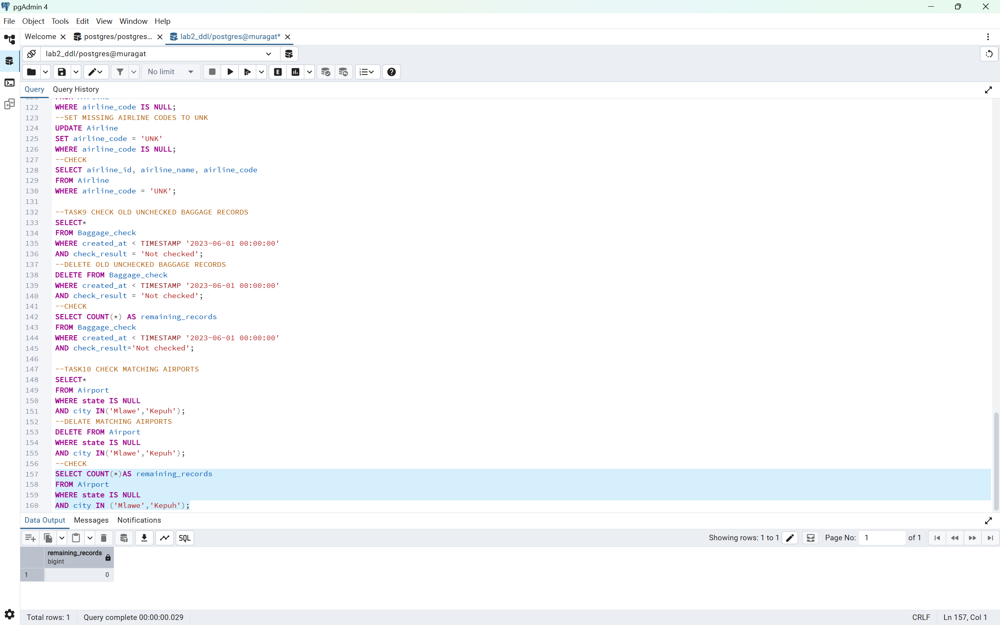 pgAdmin 4
File Object Tools Edit View Window Help
Welcome postgres/postgres... lab2_ddl/postgres@muragat*
lab2_ddl/postgres@muragat
No limit E
Query Query History
122 WHERE airline_code IS NULL;
123 --SET MISSING AIRLINE CODES TO UNK
124 UPDATE Airline
125 SET airline_code = 'UNK'
126 WHERE airline_code IS NULL;
127 --CHECK
128 SELECT airline_id, airline_name, airline_code
129 FROM Airline
130 WHERE airline_code = 'UNK';
131
132 --TASK9 CHECK OLD UNCHECKED BAGGAGE RECORDS
133 SELECT*
134 FROM Baggage_check
135 WHERE created_at < TIMESTAMP '2023-06-01 00:00:00'
136 AND check_result = 'Not checked';
137 --DELETE OLD UNCHECKED BAGGAGE RECORDS
138 DELETE FROM Baggage_check
139 WHERE created_at < TIMESTAMP '2023-06-01 00:00:00'
140 AND check_result = 'Not checked';
141 --CHECK
142 SELECT COUNT(*) AS remaining_records
143 FROM Baggage_check
144 WHERE created_at < TIMESTAMP '2023-06-01 00:00:00'
145 AND check_result='Not checked';
146
147 --TASK10 CHECK MATCHING AIRPORTS
148 SELECT*
149 FROM Airport
150 WHERE state IS NULL
151 AND city IN('Mlawe','Kepuh');
152 --DELATE MATCHING AIRPORTS
153 DELETE FROM Airport
154 WHERE state IS NULL
155 AND city IN('Mlawe','Kepuh');
156 --CHECK
157 SELECT COUNT(*)AS remaining_records
158 FROM Airport
159 WHERE state IS NULL
160 AND city IN ('Mlawe','Kepuh');
Data Output Messages Notifications
SQL Showing rows: 1 to 1 Page No: 1 of 1
remaining_records
bigint
1 0
Total rows: 1 Query complete 00:00:00.029 CRLF Ln 157, Col 1